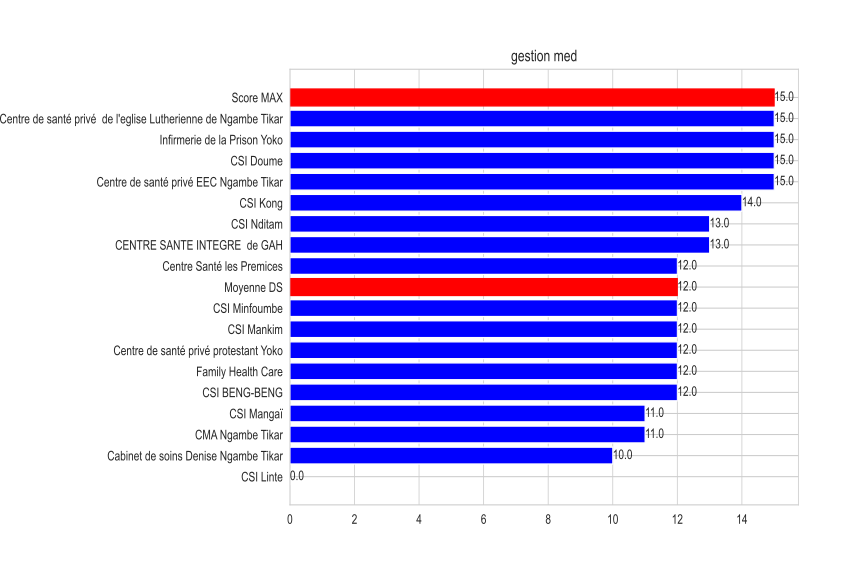 gestion med
Score MAX 15.0
Centre de santé privé  de l'eglise Lutherienne de Ngambe Tikar 15.0
Infirmerie de la Prison Yoko 15.0
CSI Doume 15.0
Centre de santé privé EEC Ngambe Tikar 15.0
CSI Kong 14.0
CSI Nditam 13.0
CENTRE SANTE INTEGRE  de GAH 13.0
Centre Santé les Premices 12.0
Moyenne DS 12.0
CSI Minfoumbe 12.0
CSI Mankim 12.0
Centre de santé privé protestant Yoko 12.0
Family Health Care 12.0
CSI BENG-BENG 12.0
CSI Mangaï 11.0
CMA Ngambe Tikar 11.0
Cabinet de soins Denise Ngambe Tikar 10.0
CSI Linte 0.0
0 2 4 6 8 10 12 14